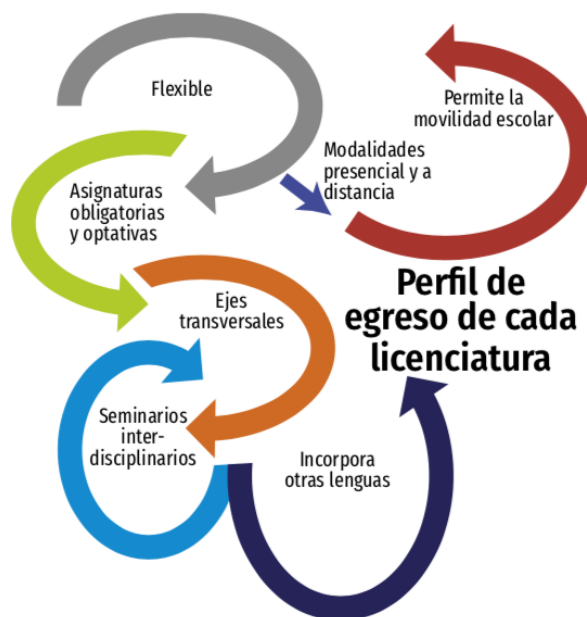 Flexible
Permite la
movilidad escolar
Modalidades
presencial y a
distancia
Asignaturas
obligatorias
y optativas
Ejes
transversales
Perfil de
egreso de cada
licenciatura
Seminarios
inter-
disciplinarios
Incorpora
otras lenguas